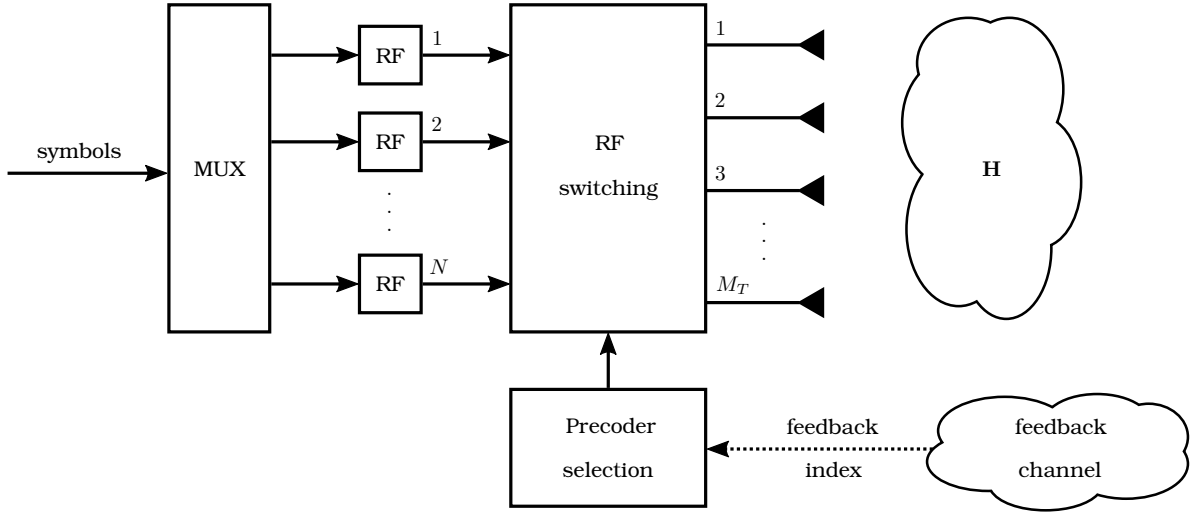 symbols
MUX
RF
1
RF
2
RF
N
RF
switching
1
2
3
M_T
H
Precoder
selection
feedback
index
feedback
channel